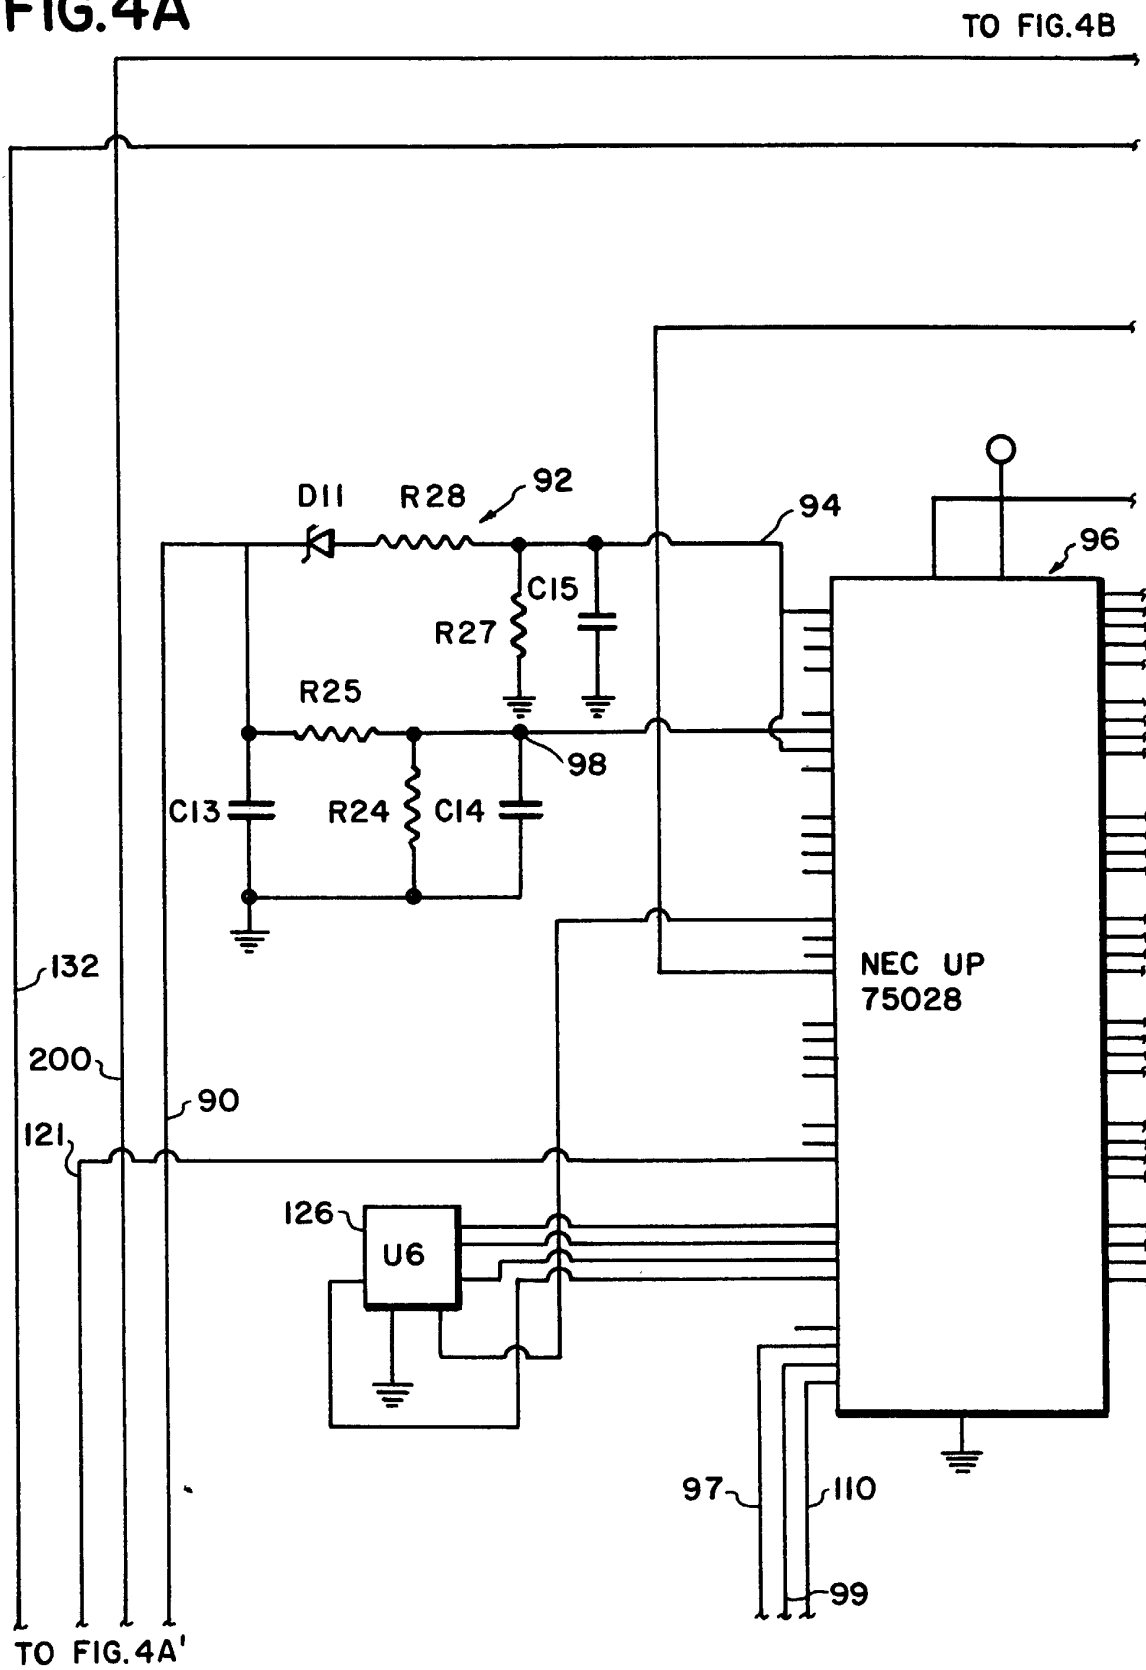 FIG.4A
TO FIG.4B
D11
R28
92
94
96
C15
R27
R25
98
C13
R24
C14
NEC UP
75028
132
200
90
121
126
U6
97
110
99
TO FIG.4A'